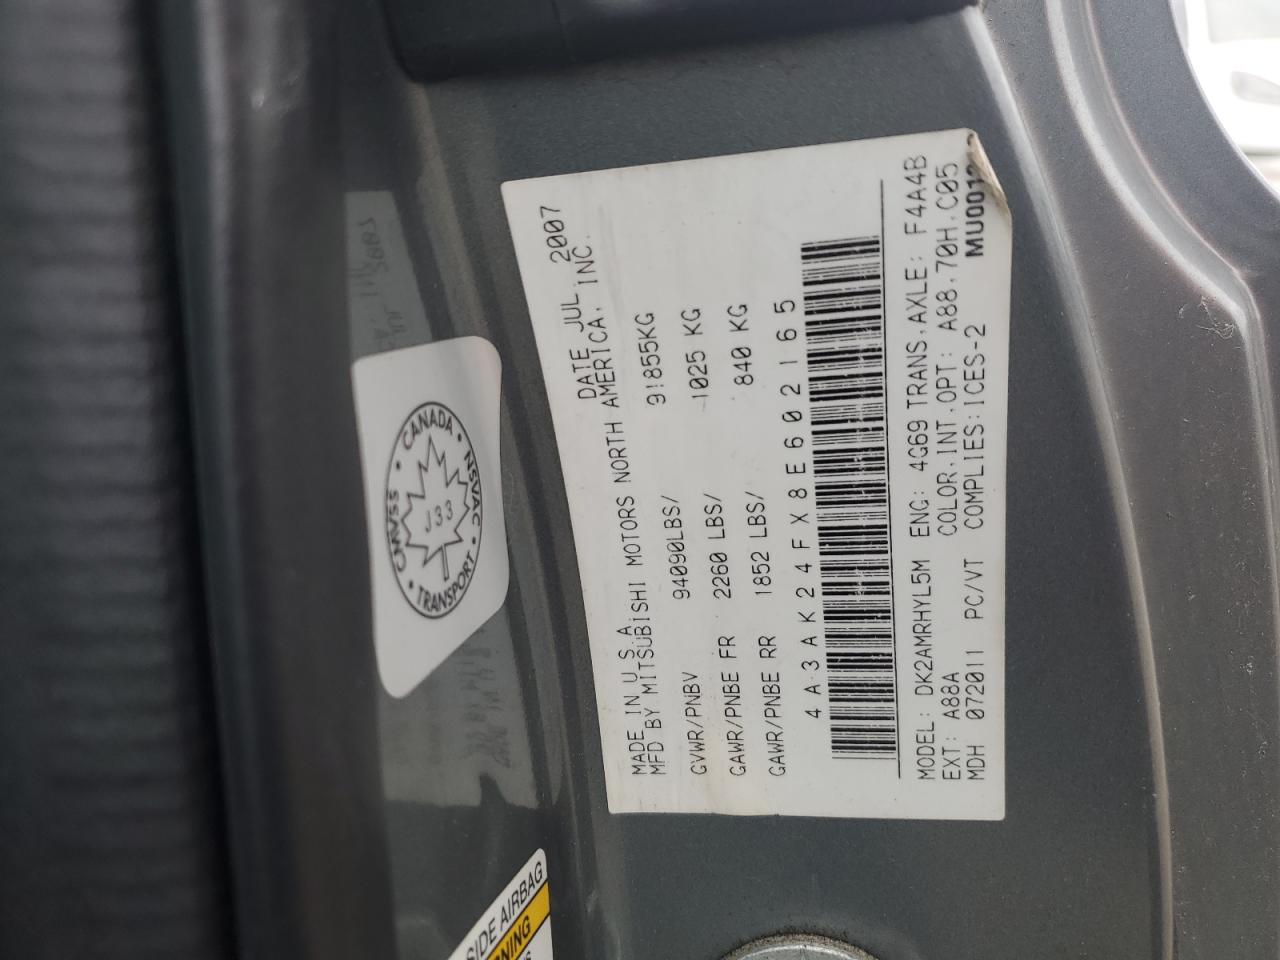 MADE IN U S A DATE JUL 2007
MFD BY MITSUBISHI MOTORS NORTH AMERICA, INC.
GVWR/PNBV 94090LBS/ 91855KG
GAWR/PNBE FR 2260 LBS/ 1025 KG
GAWR/PNBE RR 1852 LBS/ 840 KG
4A3AK24FX8E602165
MODEL: DK2AMRHYL5M ENG: 4G69 TRANS,AXLE: F4A4B
EXT: A88A COLOR,INT,OPT: A88,70H,C05
MDH 072011 PC/VT COMPLIES:ICES-2
CMVSS • CANADA • NSVAC • TRANSPORT •
J33
SIDE AIRBAG